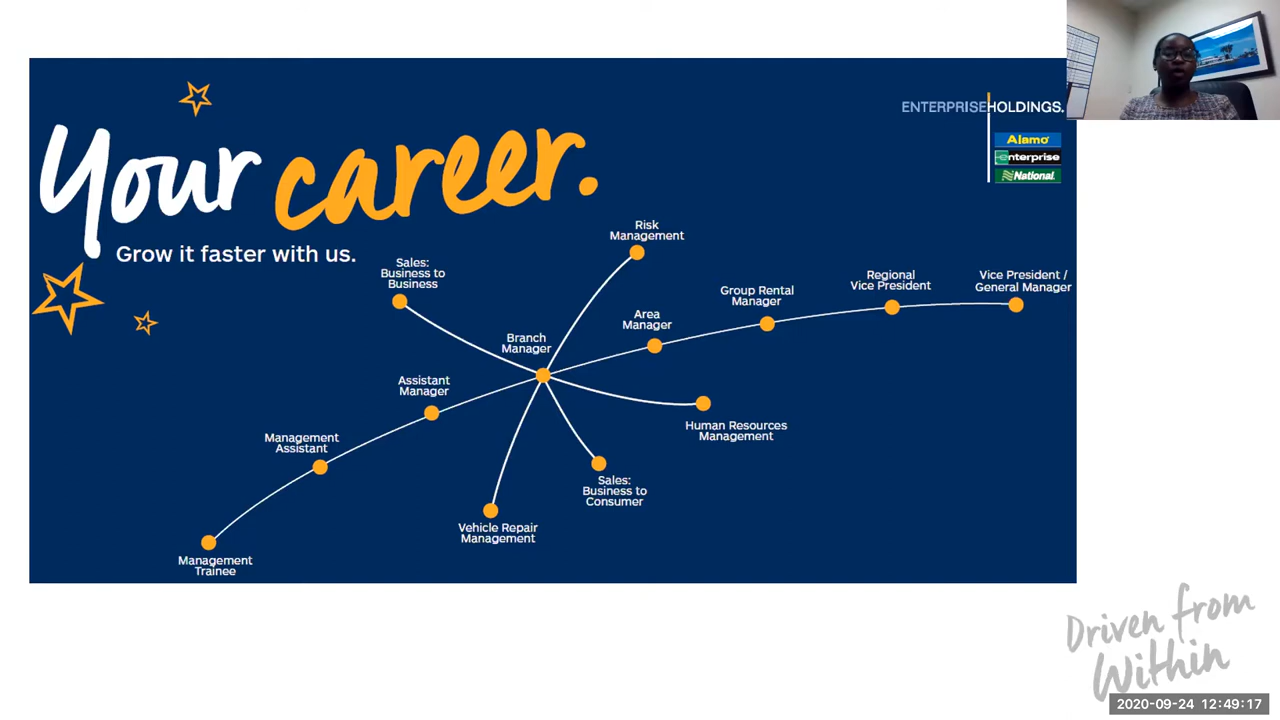 Your career.
Grow it faster with us.
ENTERPRISE HOLDINGS.
Alamo
enterprise
National.
Risk
Management
Sales:
Business to
Business
Vice President /
General Manager
Regional
Vice President
Group Rental
Manager
Area
Manager
Branch
Manager
Assistant
Manager
Human Resources
Management
Management
Assistant
Sales:
Business to
Consumer
Vehicle Repair
Management
Management
Trainee
Driven from
Within
2020-09-24 12:49:17